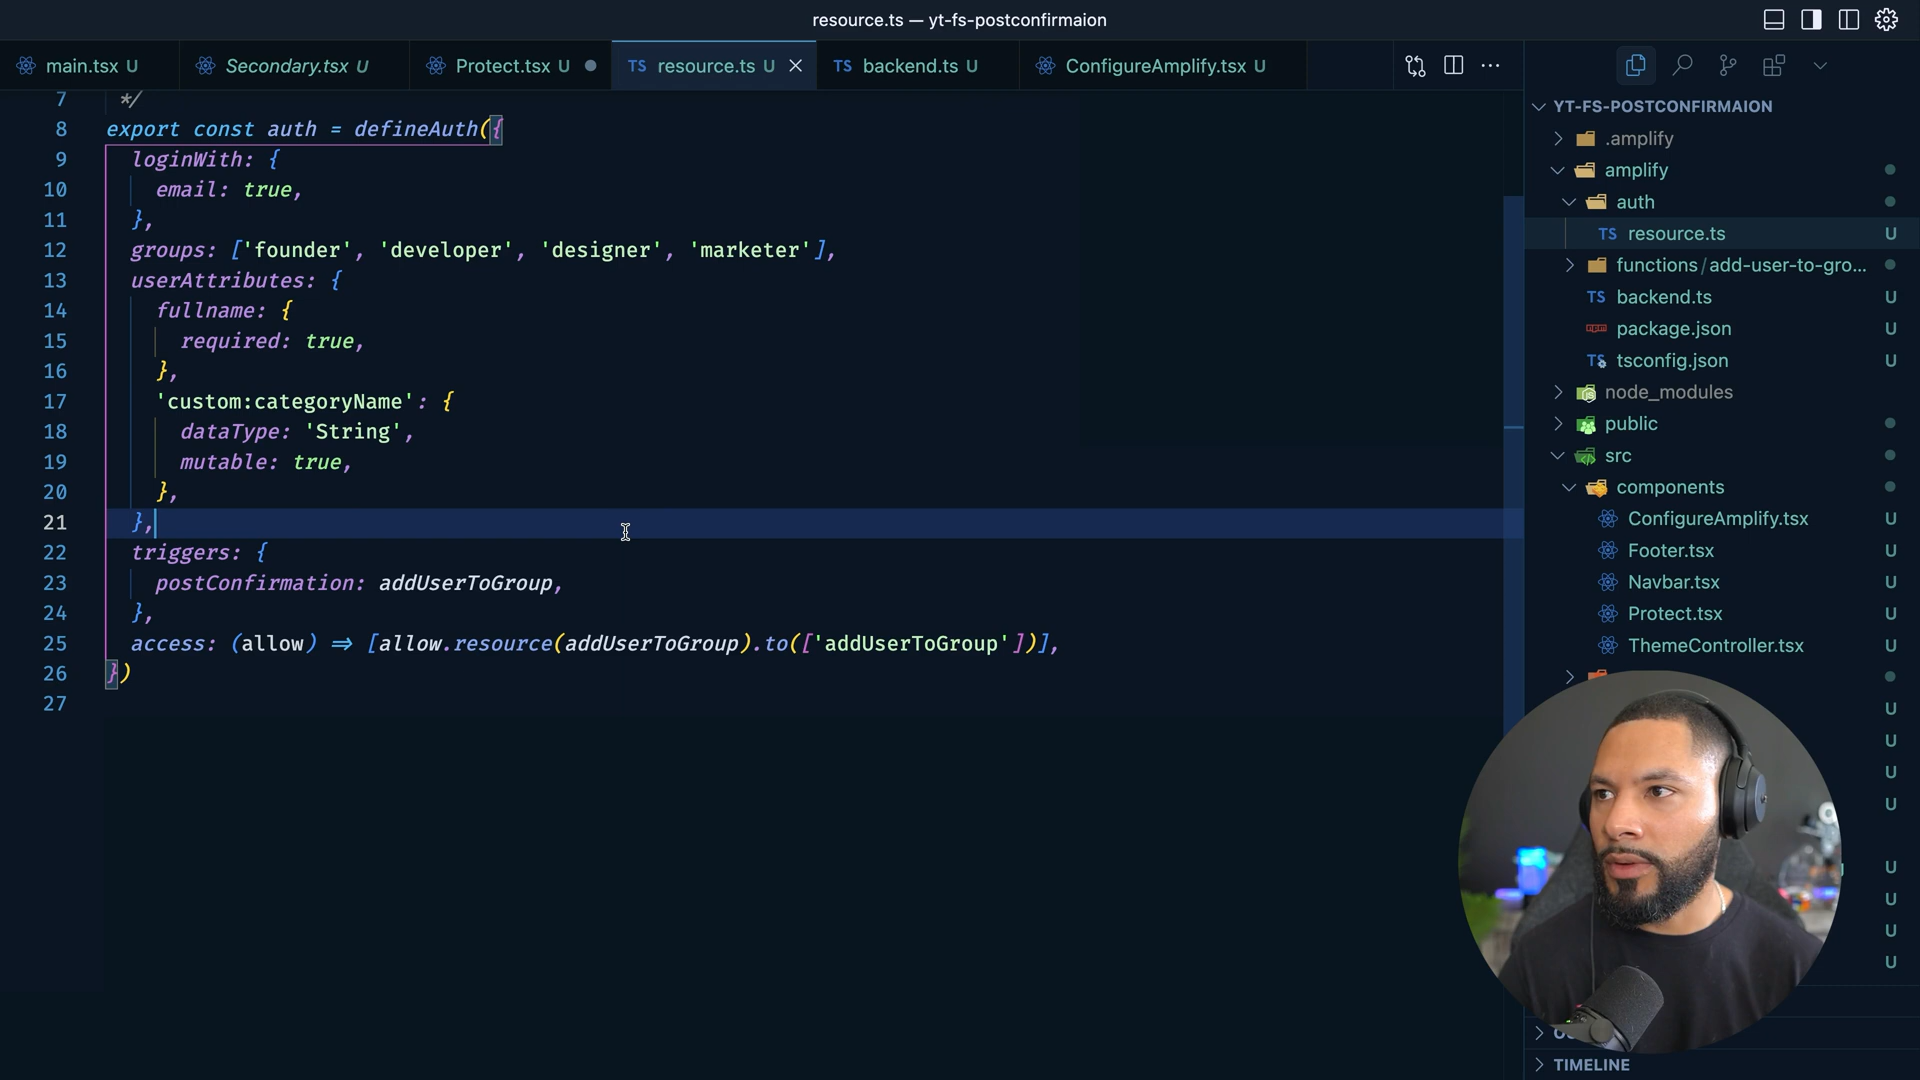 resource.ts — yt-fs-postconfirmaion
main.tsx U
Secondary.tsx U
Protect.tsx U
TS resource.ts U
TS backend.ts U
ConfigureAmplify.tsx U
7 */
8 export const auth = defineAuth({
9 loginWith: {
10 email: true,
11 },
12 groups: ['founder', 'developer', 'designer', 'marketer'],
13 userAttributes: {
14 fullname: {
15 required: true,
16 },
17 'custom:categoryName': {
18 dataType: 'String',
19 mutable: true,
20 },
21 },
22 triggers: {
23 postConfirmation: addUserToGroup,
24 },
25 access: (allow) => [allow.resource(addUserToGroup).to(['addUserToGroup'])],
26 })
27
YT-FS-POSTCONFIRMAION
.amplify
amplify
auth
TS resource.ts U
functions/add-user-to-gro...
TS backend.ts U
package.json U
TS tsconfig.json U
node_modules
public
src
components
ConfigureAmplify.tsx U
Footer.tsx U
Navbar.tsx U
Protect.tsx U
ThemeController.tsx U
U
U
U
U
U
U
U
U
TIMELINE